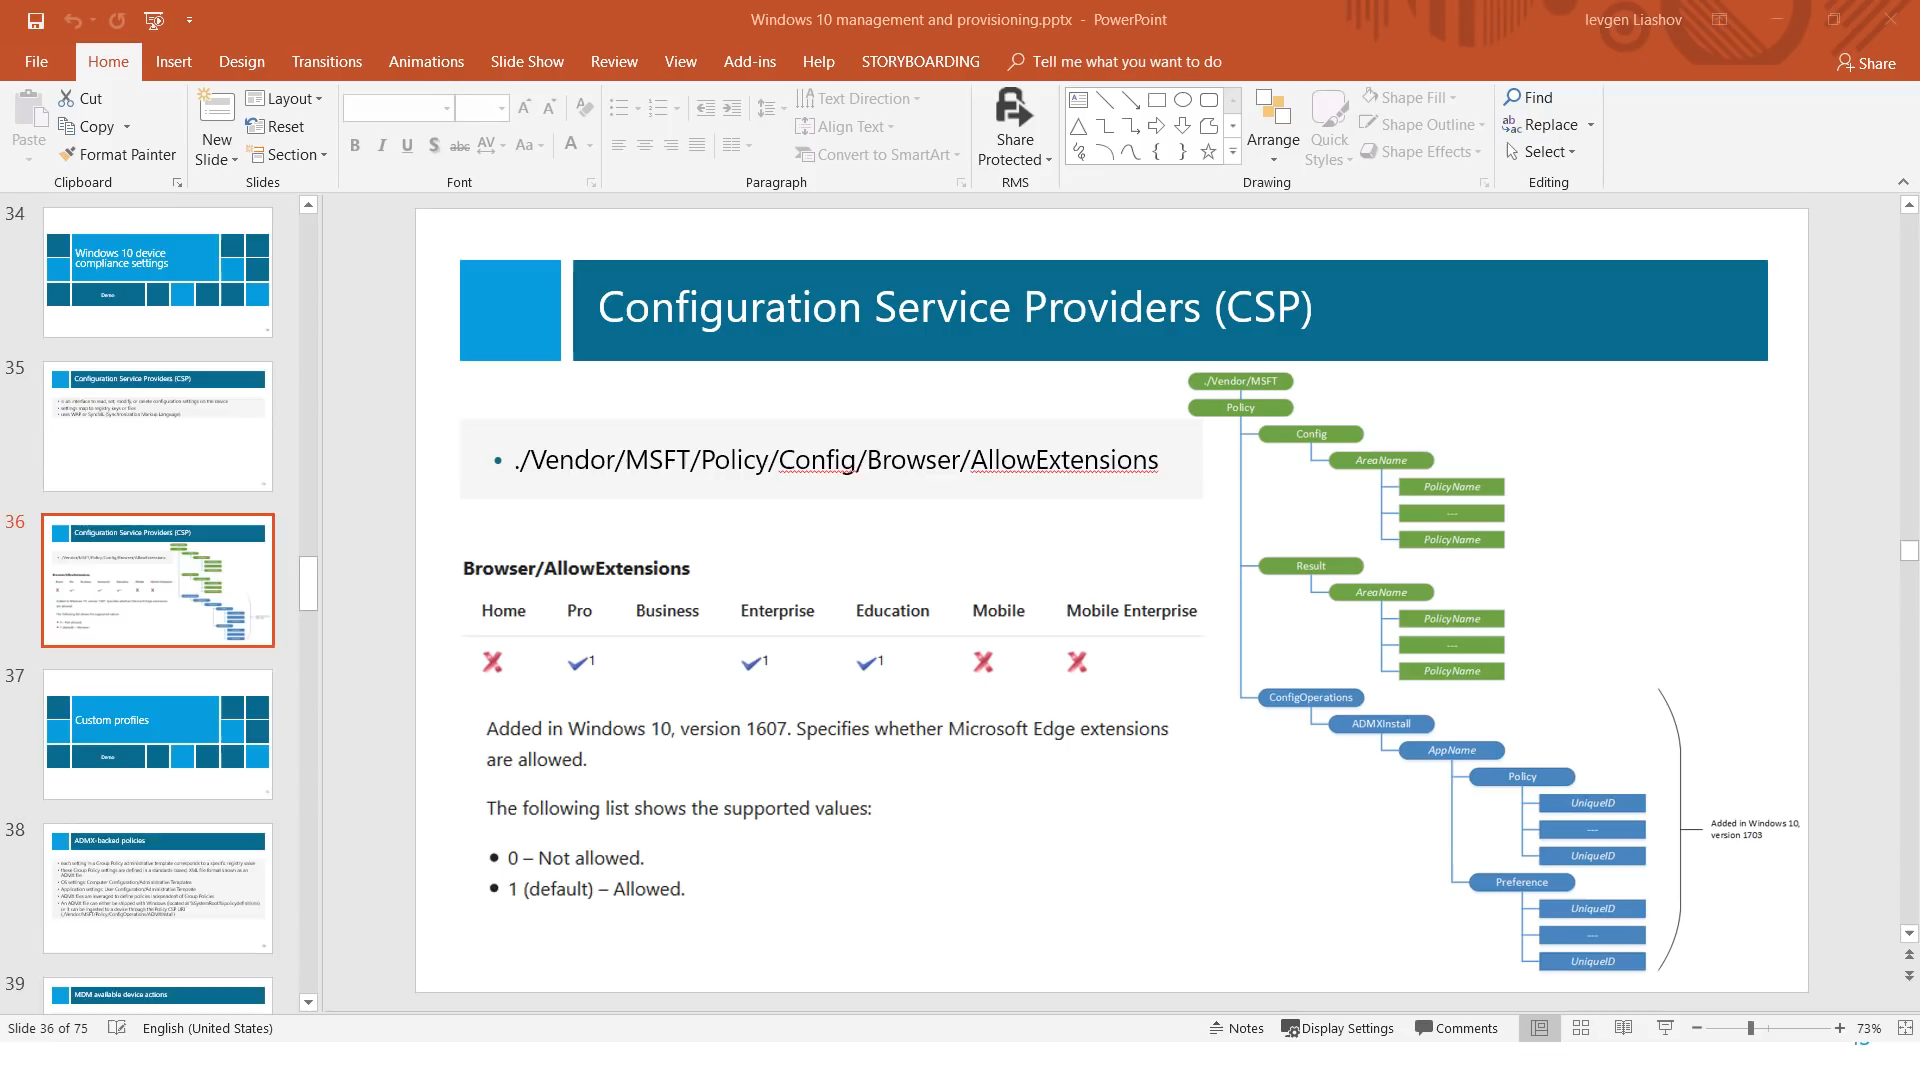 Windows 10 management and provisioning.pptx - PowerPoint
Ievgen Liashov
File Home Insert Design Transitions Animations Slide Show Review View Add-ins Help STORYBOARDING Tell me what you want to do Share
Paste
Cut
Copy
Format Painter
Clipboard
New Slide
Layout
Reset
Section
Slides
B I U S abc AV Aa A
Font
Text Direction
Align Text
Convert to SmartArt
Paragraph
Share Protected
RMS
Arrange
Quick Styles
Shape Fill
Shape Outline
Shape Effects
Drawing
Find
Replace
Select
Editing
34
Windows 10 device
compliance settings
Demo
35
Configuration Service Providers (CSP)
36
Configuration Service Providers (CSP)
37
Custom profiles
Demo
38
ADMX-backed policies
39
MDM available device actions
Configuration Service Providers (CSP)
• ./Vendor/MSFT/Policy/Config/Browser/AllowExtensions
Browser/AllowExtensions
Home Pro Business Enterprise Education Mobile Mobile Enterprise
1 1 1
Added in Windows 10, version 1607. Specifies whether Microsoft Edge extensions
are allowed.
The following list shows the supported values:
• 0 – Not allowed.
• 1 (default) – Allowed.
./Vendor/MSFT
Policy
Config
AreaName
PolicyName
---
PolicyName
Result
AreaName
PolicyName
---
PolicyName
ConfigOperations
ADMXInstall
AppName
Policy
UniqueID
---
UniqueID
Preference
UniqueID
---
UniqueID
Added in Windows 10,
version 1703
Slide 36 of 75
English (United States)
Notes
Display Settings
Comments
73%